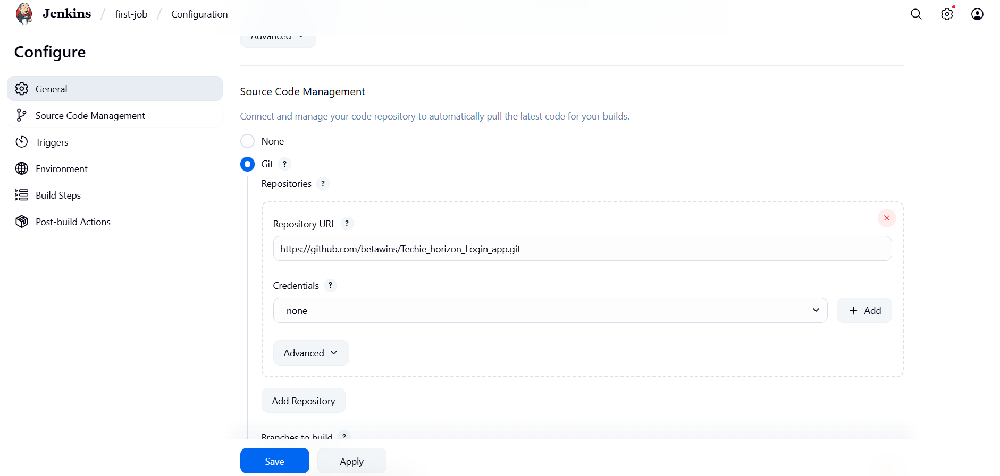 Jenkins / first-job / Configuration
Configure
General
Source Code Management
Triggers
Environment
Build Steps
Post-build Actions
Advanced
Source Code Management
Connect and manage your code repository to automatically pull the latest code for your builds.
None
Git ?
Repositories ?
Repository URL ?
https://github.com/betawins/Techie_horizon_Login_app.git
Credentials ?
- none -
+ Add
Advanced
Add Repository
Branches to build ?
Save
Apply